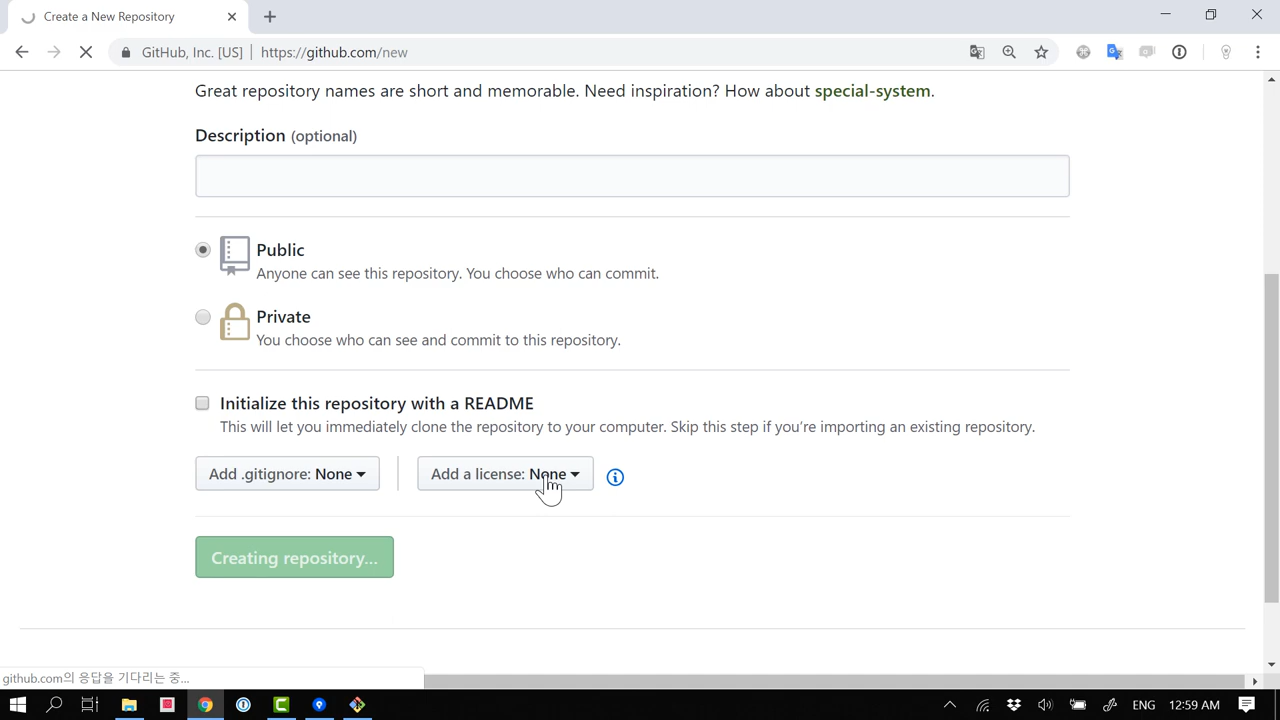 Create a New Repository
GitHub, Inc. [US] https://github.com/new
Great repository names are short and memorable. Need inspiration? How about special-system.
Description (optional)
Public
Anyone can see this repository. You choose who can commit.
Private
You choose who can see and commit to this repository.
Initialize this repository with a README
This will let you immediately clone the repository to your computer. Skip this step if you're importing an existing repository.
Add .gitignore: None
Add a license: None
Creating repository...
github.com의 응답을 기다리는 중...
ENG 12:59 AM